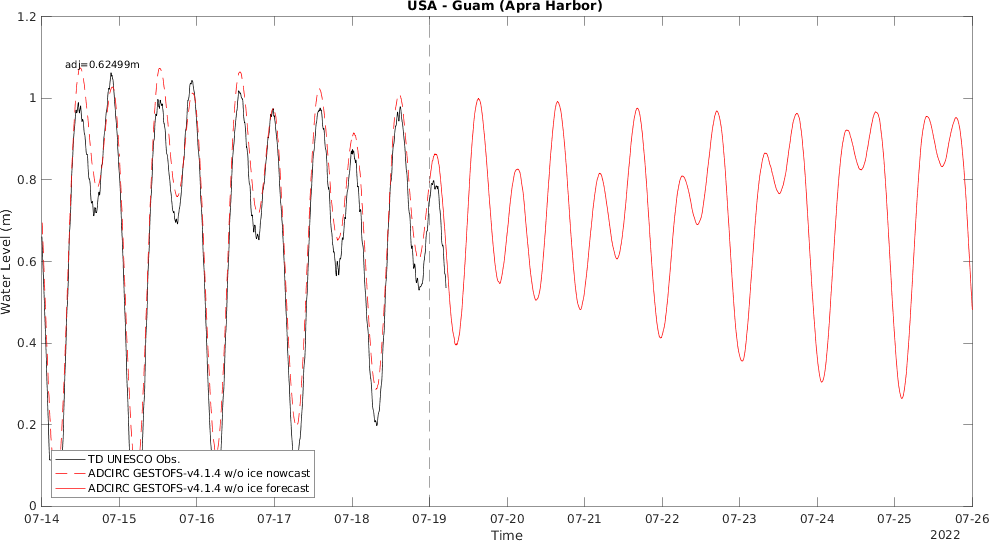 USA - Guam (Apra Harbor)
adj=0.62499m
1.2
1
0.8
0.6
0.4
0.2
0
Water Level (m)
TD UNESCO Obs.
ADCIRC GESTOFS-v4.1.4 w/o ice nowcast
ADCIRC GESTOFS-v4.1.4 w/o ice forecast
07-14 07-15 07-16 07-17 07-18 07-19 07-20 07-21 07-22 07-23 07-24 07-25 07-26
Time
2022